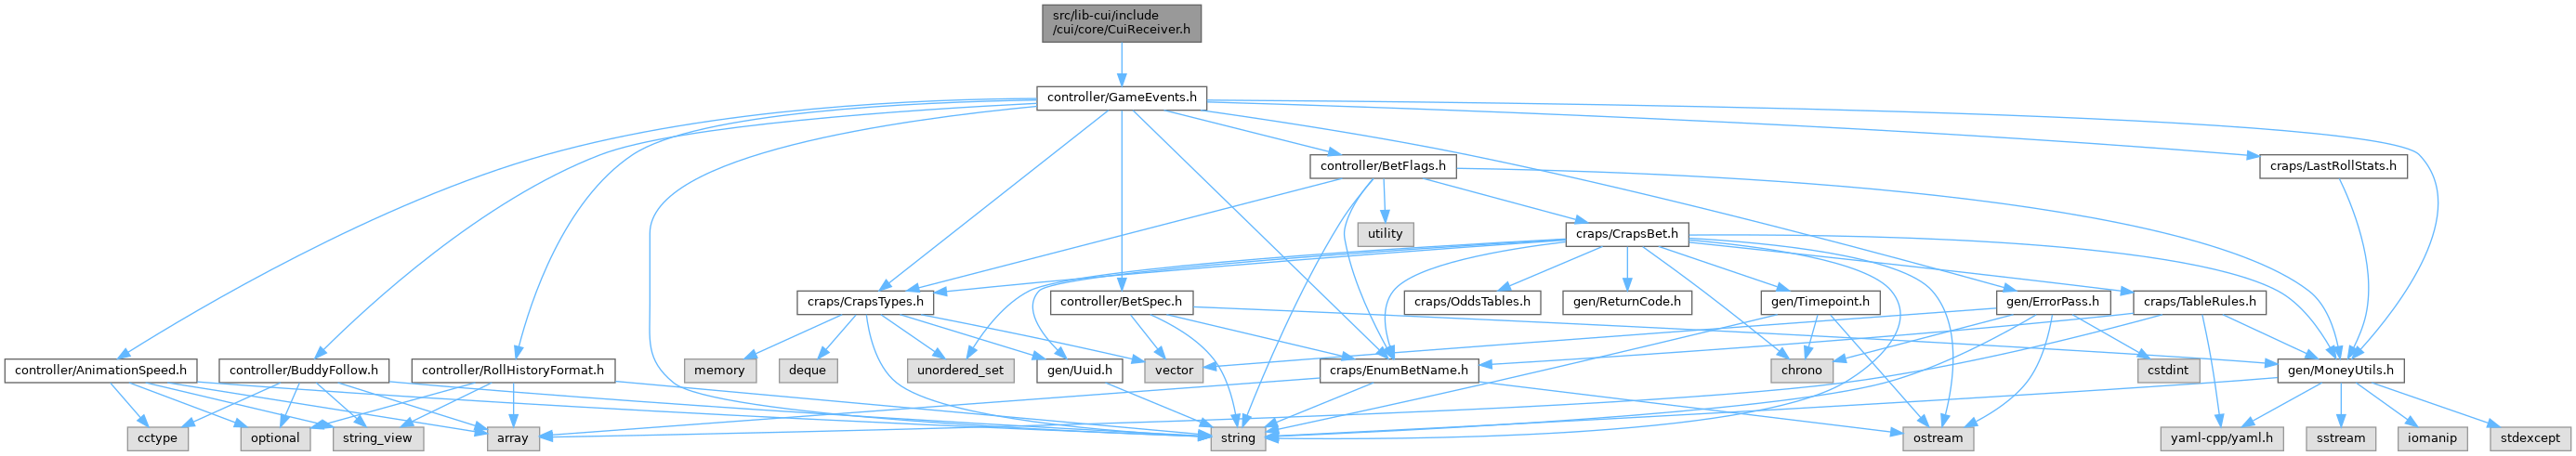 src/lib-cui/include
/cui/core/CuiReceiver.h
controller/GameEvents.h
controller/BetFlags.h
craps/LastRollStats.h
utility
craps/CrapsBet.h
craps/CrapsTypes.h
controller/BetSpec.h
craps/OddsTables.h
gen/ReturnCode.h
gen/Timepoint.h
gen/ErrorPass.h
craps/TableRules.h
controller/AnimationSpeed.h
controller/BuddyFollow.h
controller/RollHistoryFormat.h
memory
deque
unordered_set
gen/Uuid.h
vector
craps/EnumBetName.h
chrono
cstdint
gen/MoneyUtils.h
cctype
optional
string_view
array
string
ostream
yaml-cpp/yaml.h
sstream
iomanip
stdexcept